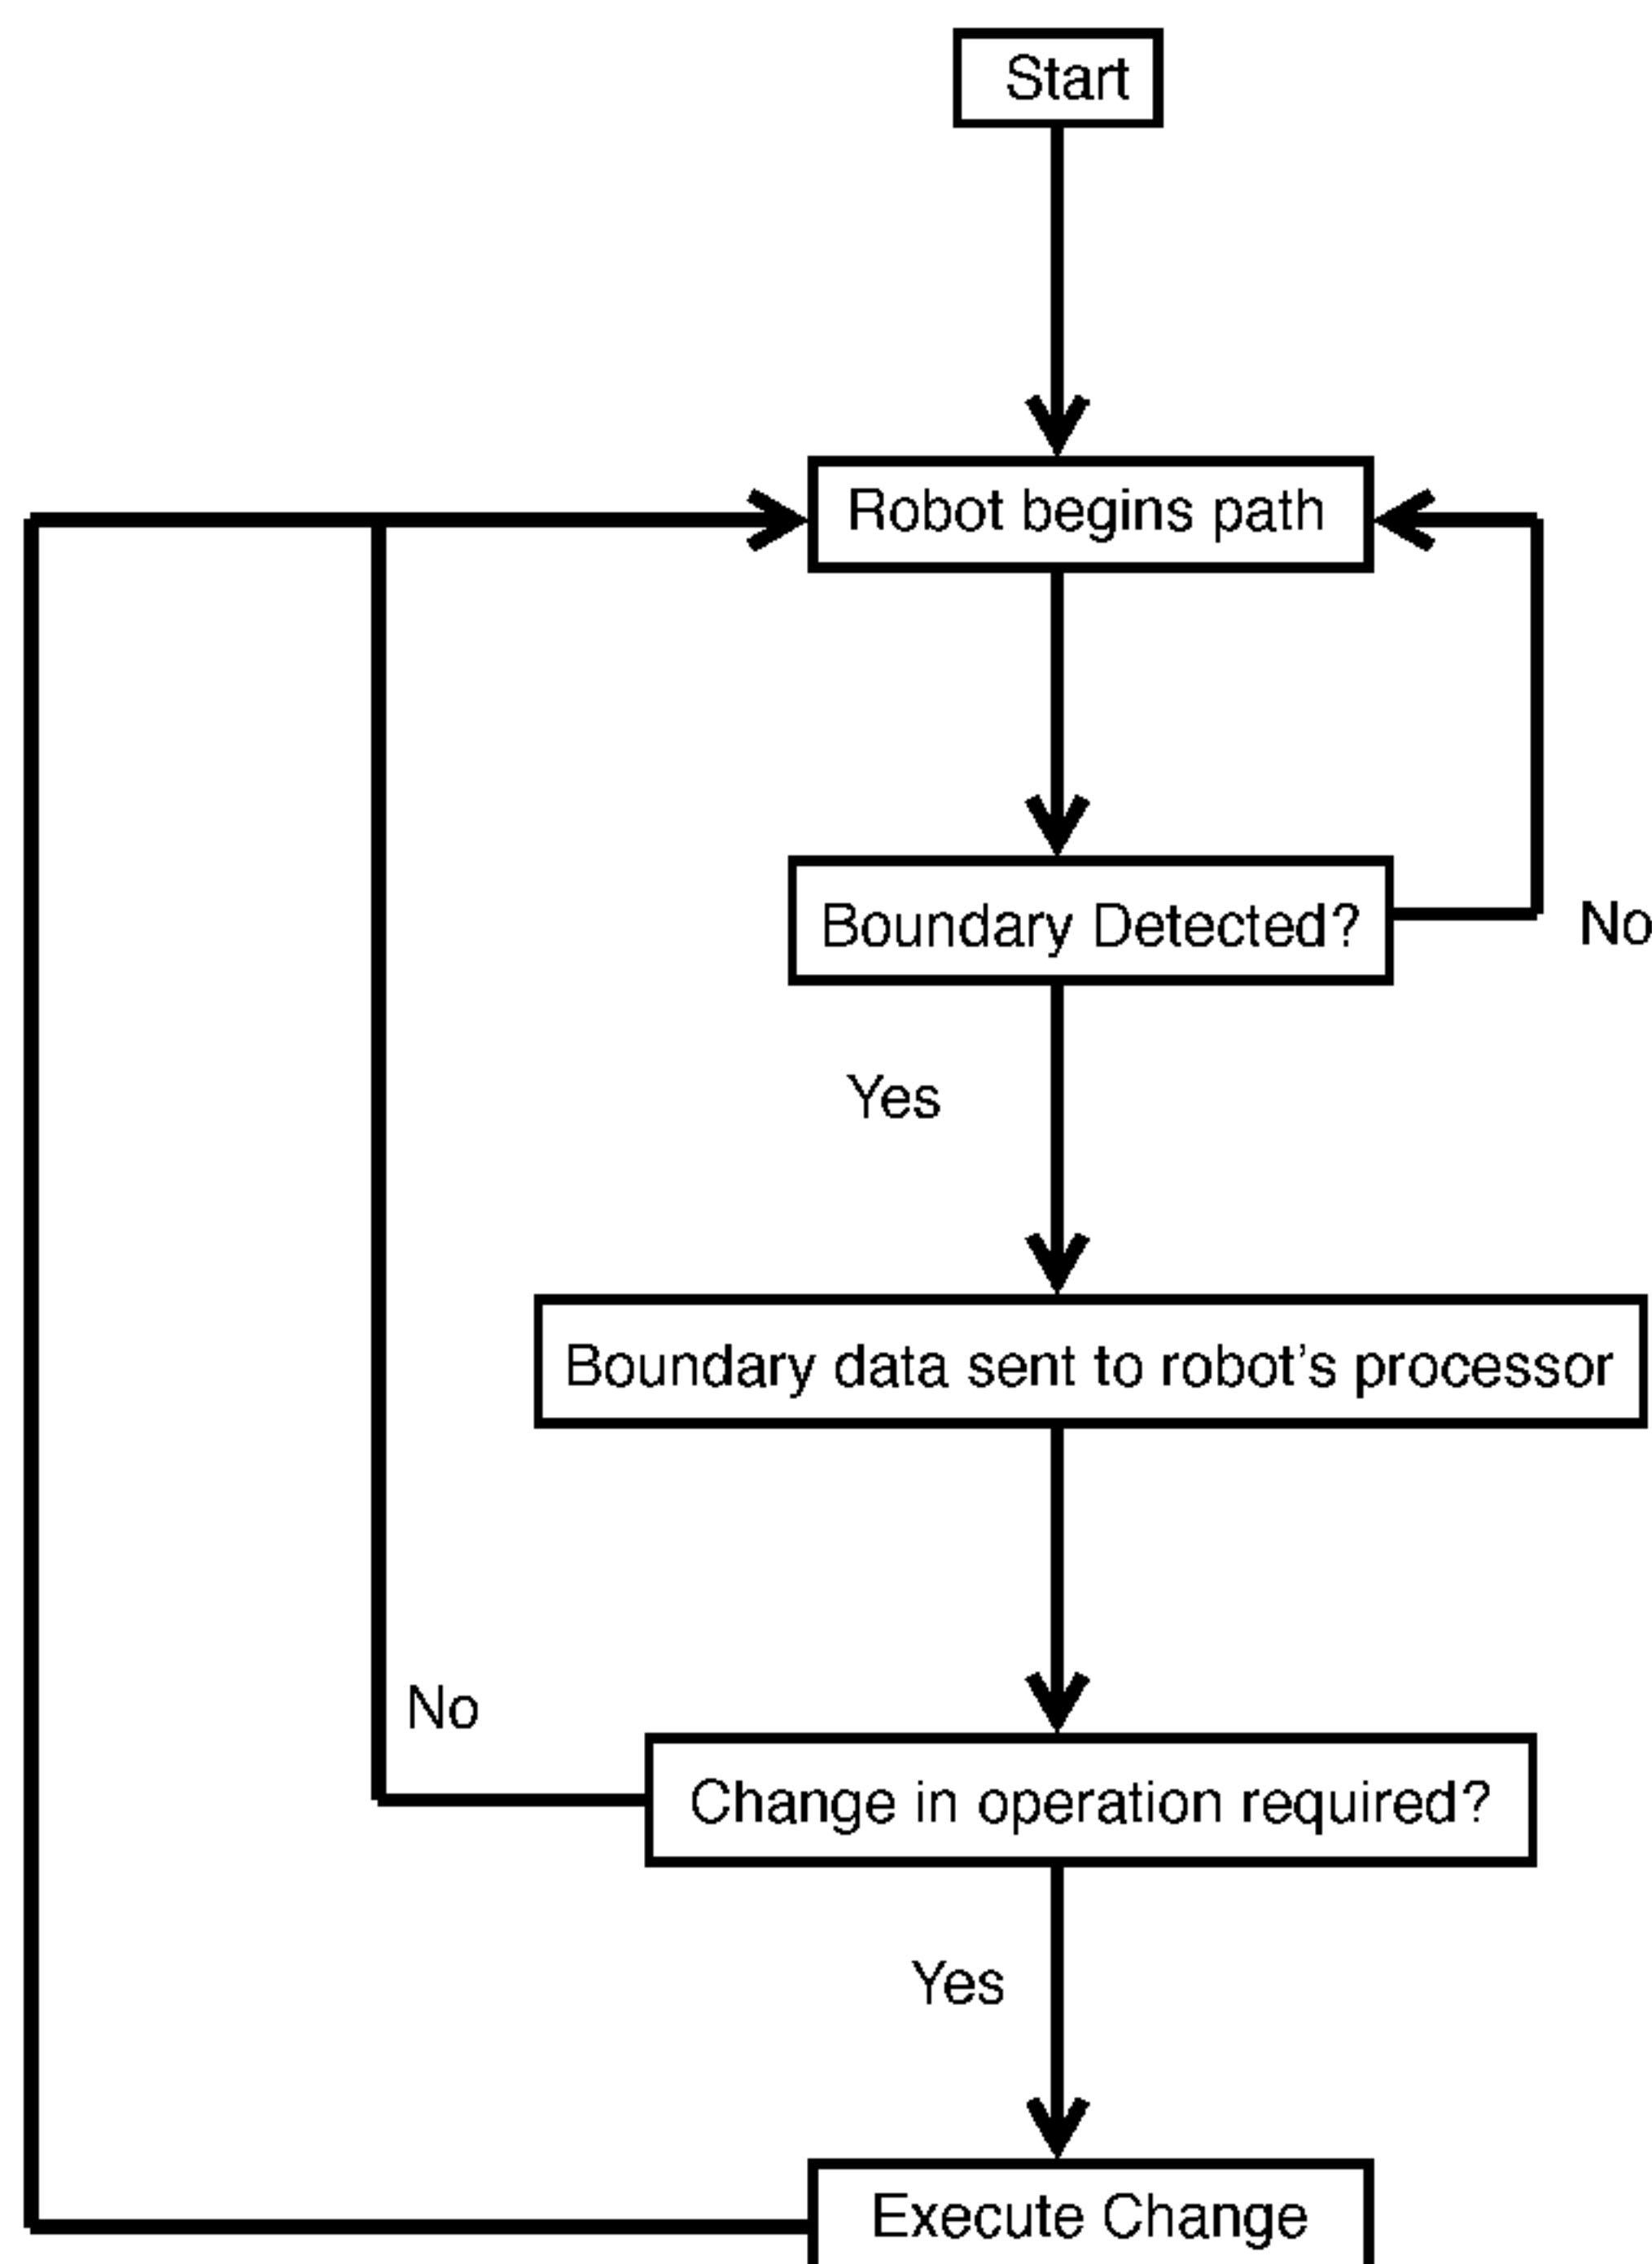 Start
Robot begins path
Boundary Detected?
No
Yes
Boundary data sent to robot's processor
No
Change in operation required?
Yes
Execute Change